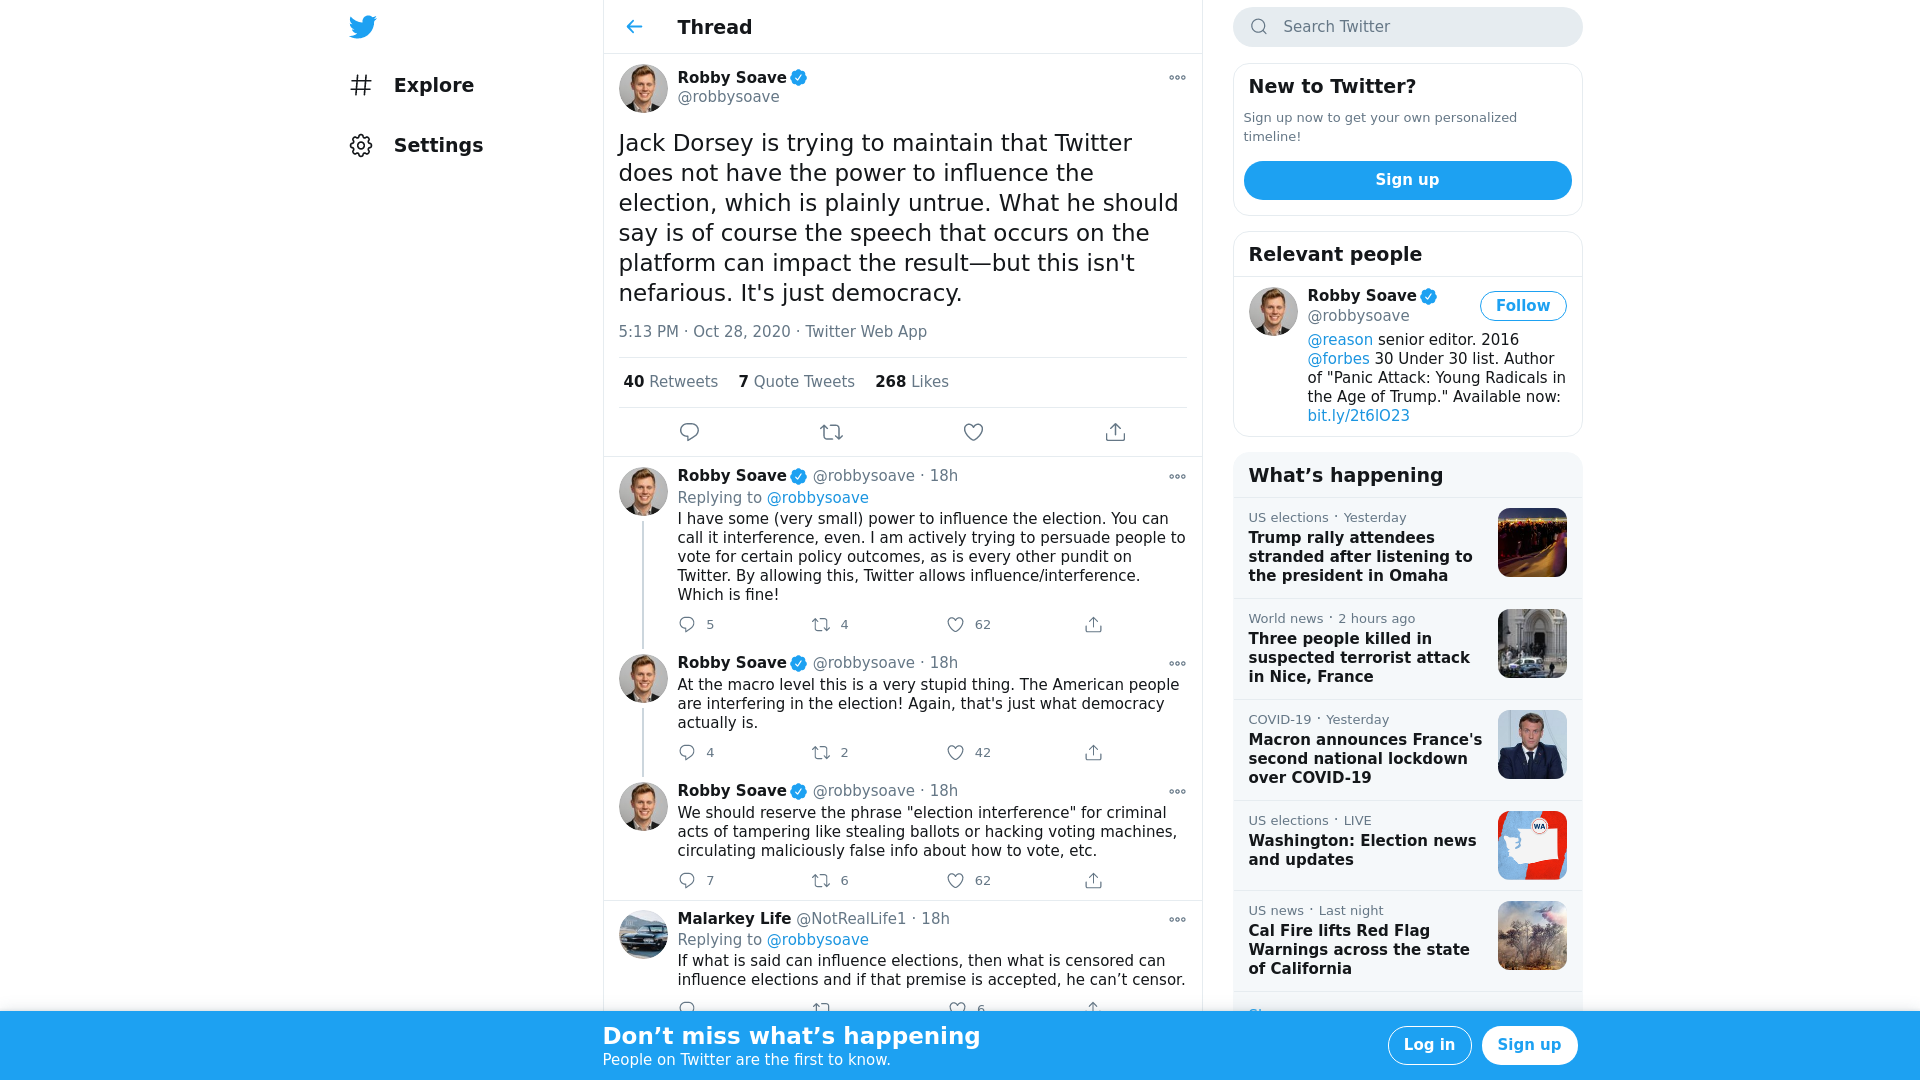 Explore
Settings
Thread
Robby Soave
@robbysoave
Jack Dorsey is trying to maintain that Twitter
does not have the power to influence the
election, which is plainly untrue. What he should
say is of course the speech that occurs on the
platform can impact the result—but this isn't
nefarious. It's just democracy.
5:13 PM · Oct 28, 2020 · Twitter Web App
40 Retweets 7 Quote Tweets 268 Likes
Robby Soave @robbysoave · 18h
Replying to @robbysoave
I have some (very small) power to influence the election. You can
call it interference, even. I am actively trying to persuade people to
vote for certain policy outcomes, as is every other pundit on
Twitter. By allowing this, Twitter allows influence/interference.
Which is fine!
5 4 62
Robby Soave @robbysoave · 18h
At the macro level this is a very stupid thing. The American people
are interfering in the election! Again, that's just what democracy
actually is.
4 2 42
Robby Soave @robbysoave · 18h
We should reserve the phrase "election interference" for criminal
acts of tampering like stealing ballots or hacking voting machines,
circulating maliciously false info about how to vote, etc.
7 6 62
Malarkey Life @NotRealLife1 · 18h
Replying to @robbysoave
If what is said can influence elections, then what is censored can
influence elections and if that premise is accepted, he can’t censor.
6
Search Twitter
New to Twitter?
Sign up now to get your own personalized
timeline!
Sign up
Relevant people
Robby Soave
@robbysoave
Follow
@reason senior editor. 2016
@forbes 30 Under 30 list. Author
of "Panic Attack: Young Radicals in
the Age of Trump." Available now:
bit.ly/2t6lO23
What’s happening
US elections · Yesterday
Trump rally attendees
stranded after listening to
the president in Omaha
World news · 2 hours ago
Three people killed in
suspected terrorist attack
in Nice, France
COVID-19 · Yesterday
Macron announces France's
second national lockdown
over COVID-19
US elections · LIVE
Washington: Election news
and updates
WA
US news · Last night
Cal Fire lifts Red Flag
Warnings across the state
of California
Don’t miss what’s happening
People on Twitter are the first to know.
Log in
Sign up